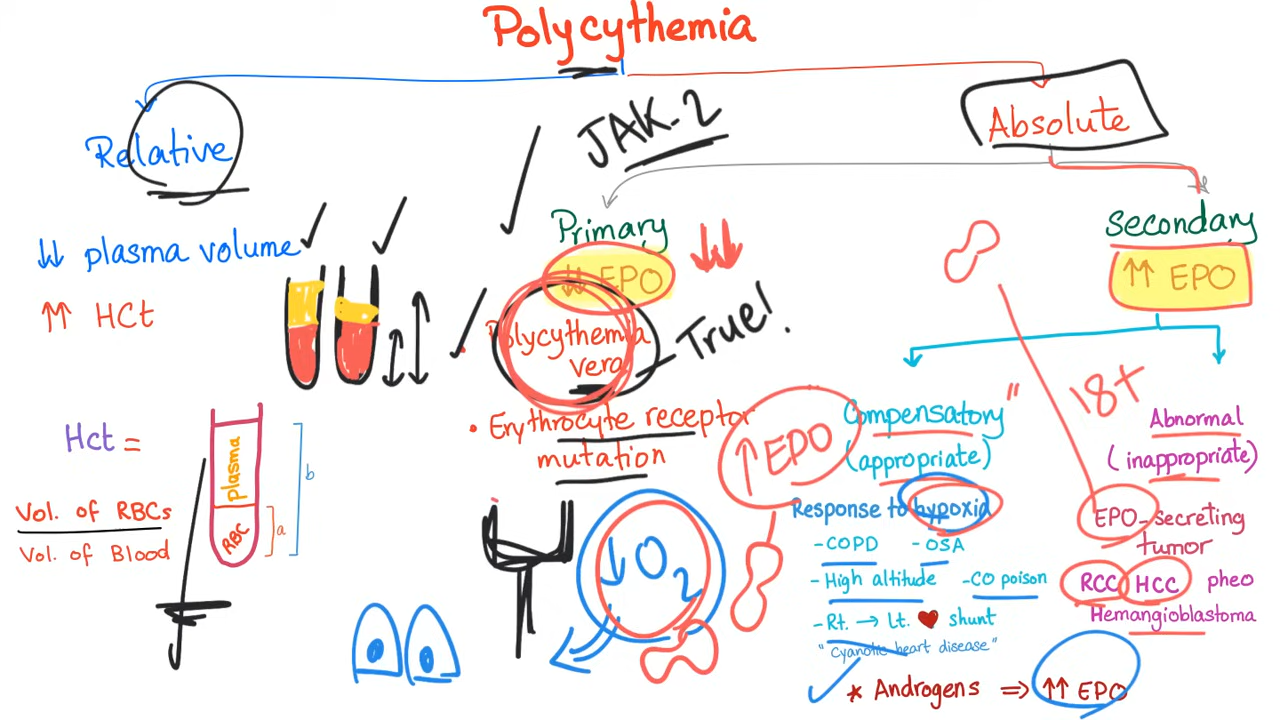 Polycythemia
Relative
JAK-2
Absolute
↓↓ plasma volume
↑↑ HCt
Primary
↓↓ EPO
↓↓
Polycythemia
vera
True!
• Erythrocyte receptor
mutation
Secondary
↑↑ EPO
18+
"
Compensatory
(appropriate)
↑ EPO
Response to hypoxia
- COPD
- OSA
- High altitude
- CO poison
- Rt. → Lt. ❤ shunt
"Cyanotic heart disease"
* Androgens ⇒ ↑↑ EPO
Abnormal
(inappropriate)
EPO-secreting
tumor
RCC HCC pheo
Hemangioblastoma
Hct =
Vol. of RBCs
Vol. of Blood
plasma
RBC
a
b
↓ O2